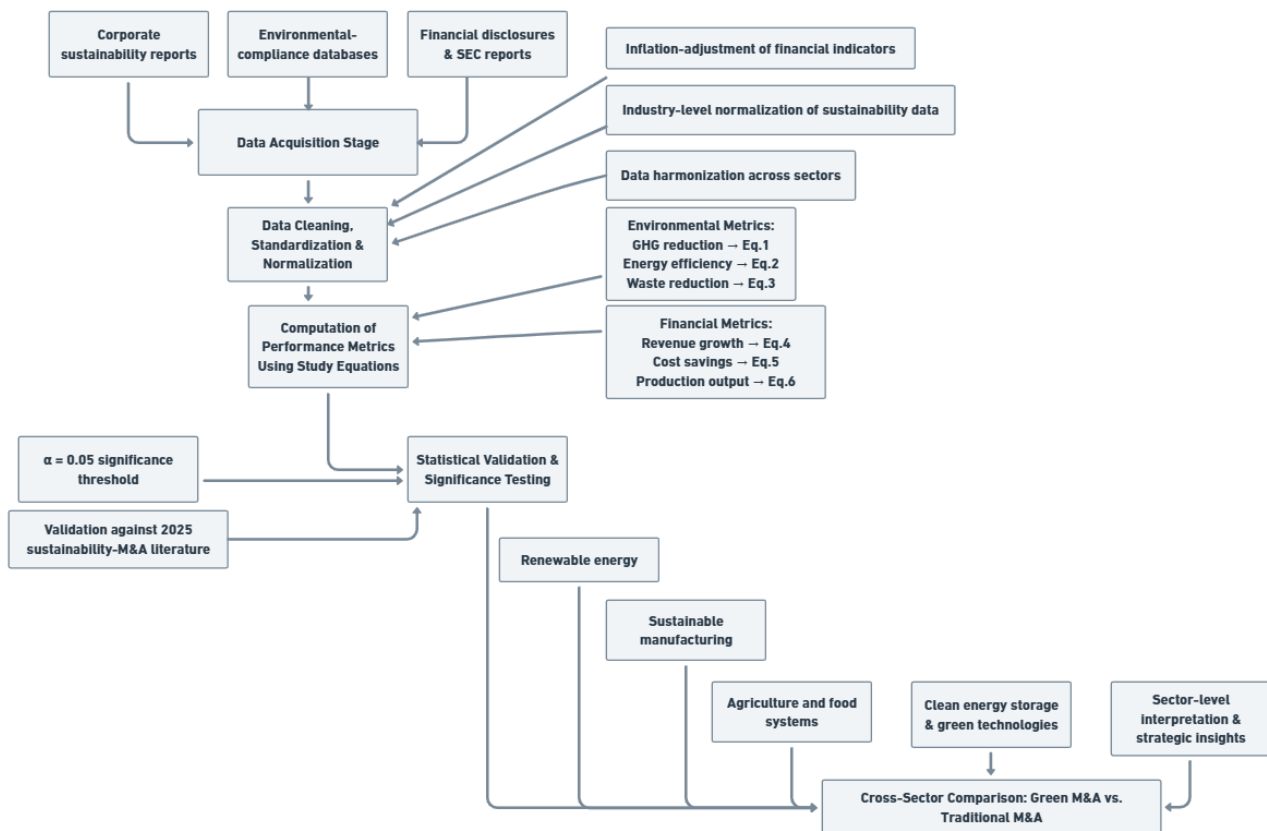 Corporate
sustainability reports
Environmental-
compliance databases
Financial disclosures
& SEC reports
Inflation-adjustment of financial indicators
Industry-level normalization of sustainability data
Data Acquisition Stage
Data harmonization across sectors
Data Cleaning,
Standardization &
Normalization
Environmental Metrics:
GHG reduction → Eq.1
Energy efficiency → Eq.2
Waste reduction → Eq.3
Computation of
Performance Metrics
Using Study Equations
Financial Metrics:
Revenue growth → Eq.4
Cost savings → Eq.5
Production output → Eq.6
α = 0.05 significance
threshold
Statistical Validation &
Significance Testing
Validation against 2025
sustainability-M&A literature
Renewable energy
Sustainable
manufacturing
Agriculture and food
systems
Clean energy storage
& green technologies
Sector-level
interpretation &
strategic insights
Cross-Sector Comparison: Green M&A vs.
Traditional M&A